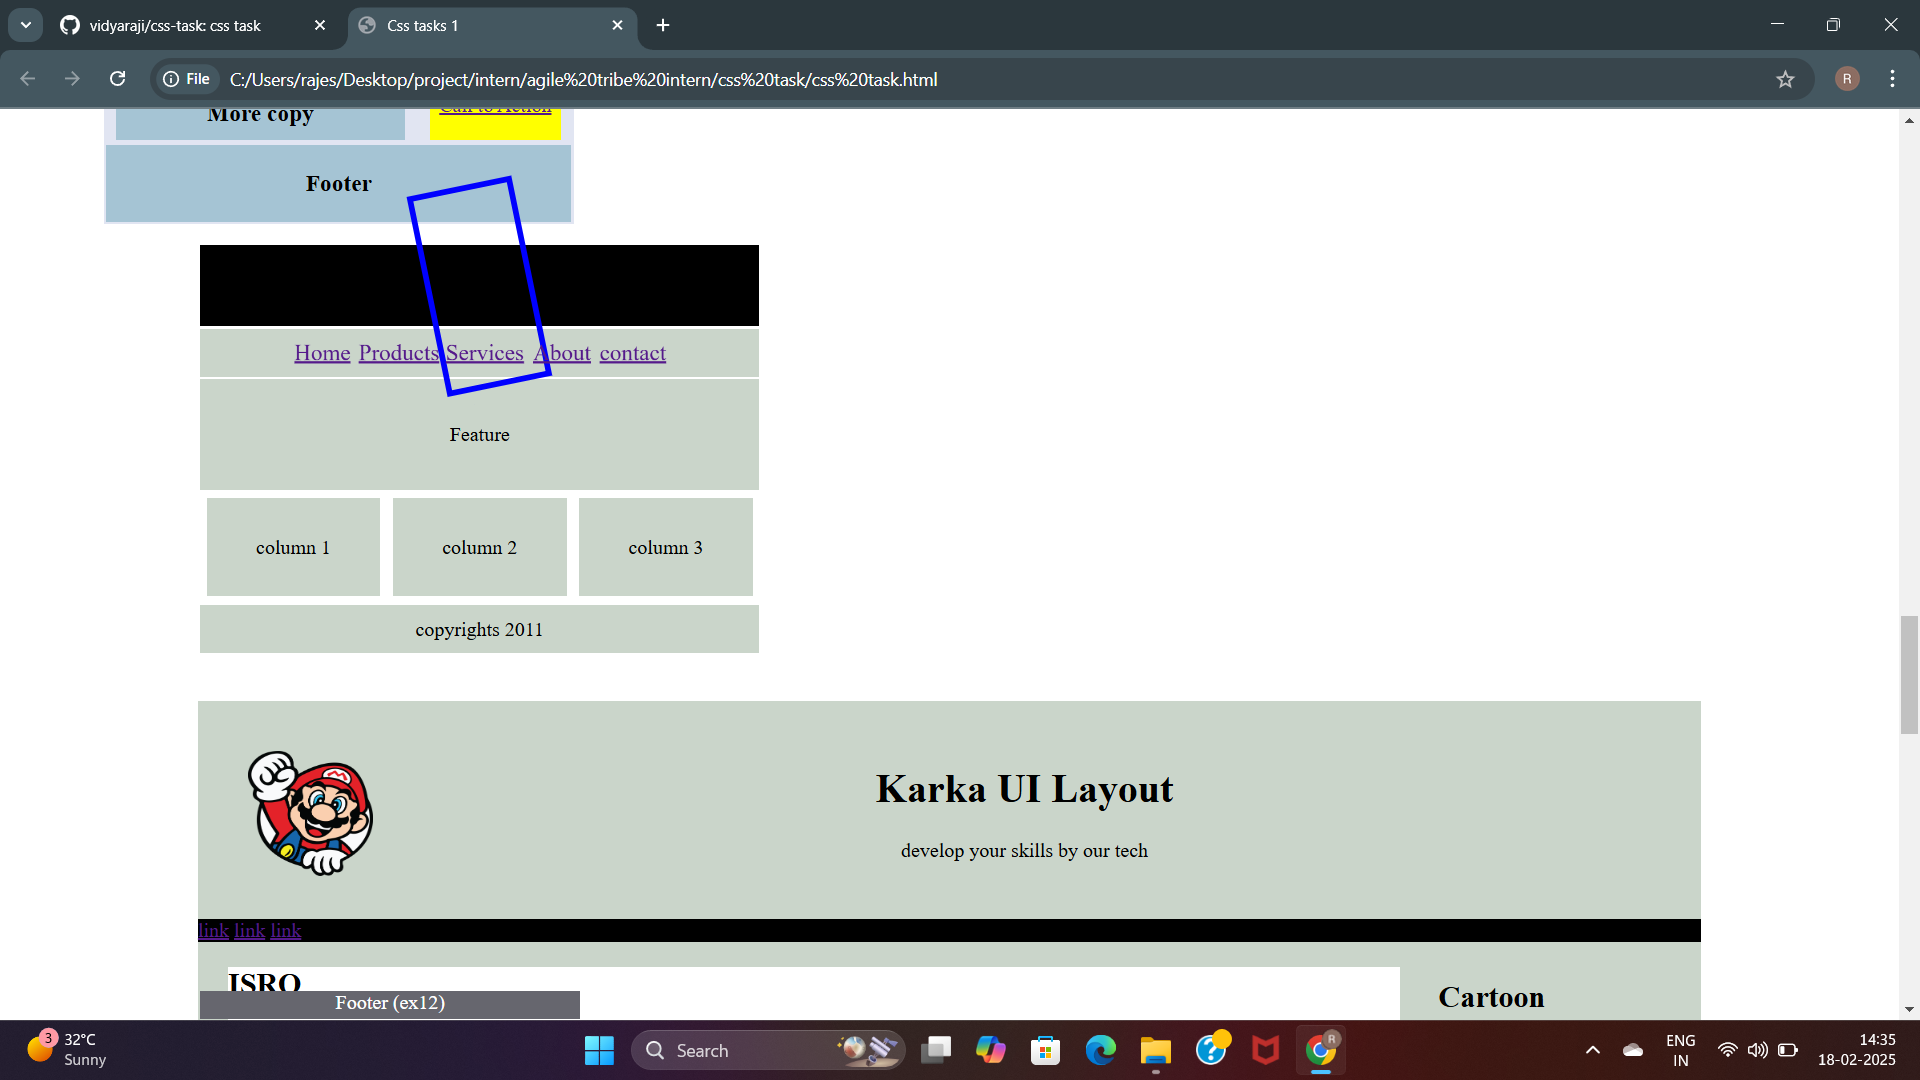 vidyaraji/css-task: css task
Css tasks 1
File
C:/Users/rajes/Desktop/project/intern/agile%20tribe%20intern/css%20task/css%20task.html
R
More copy
Call to Action
Footer
Home Products Services About contact
Feature
column 1 column 2 column 3
copyrights 2011
M
Karka UI Layout
develop your skills by our tech
link link link
ISRO
Cartoon
Footer (ex12)
3
32°C
Sunny
Search
R
ENG
IN
14:35
18-02-2025